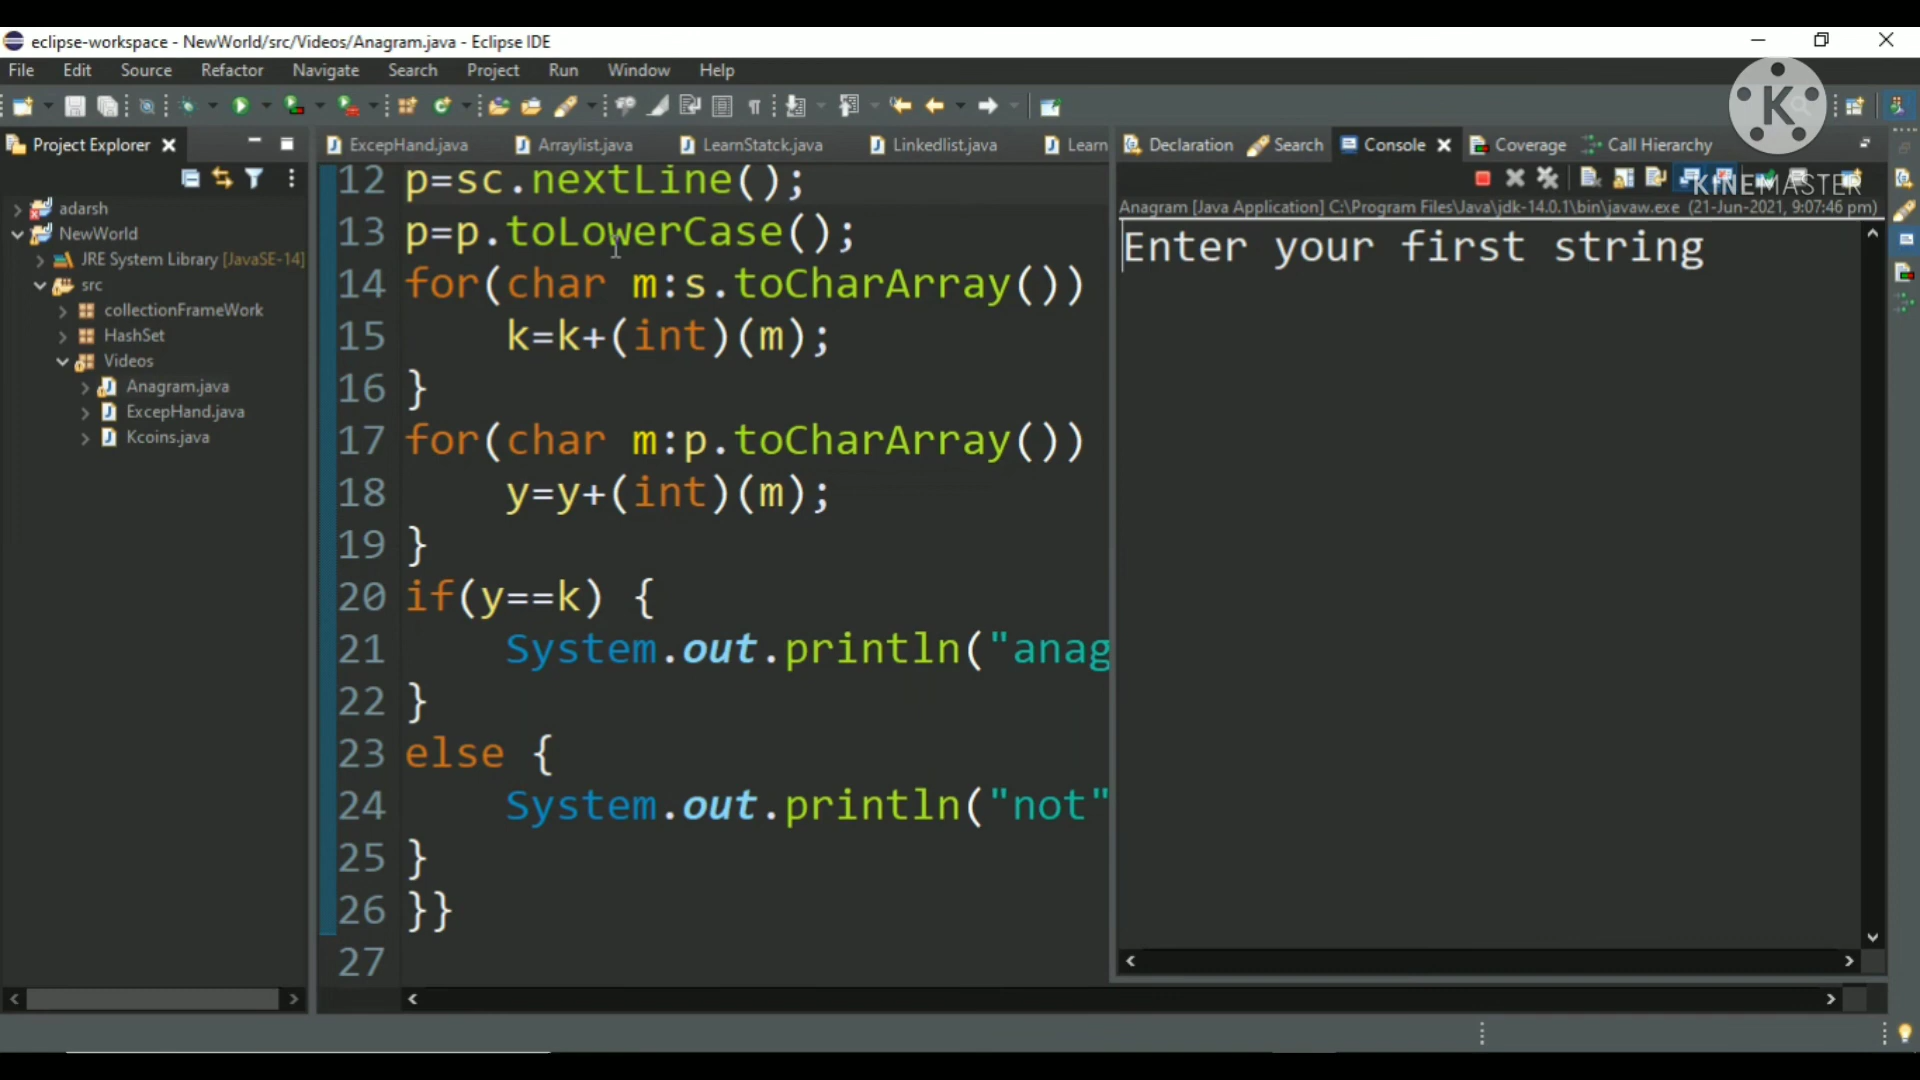 eclipse-workspace - NewWorld/src/Videos/Anagram.java - Eclipse IDE
File Edit Source Refactor Navigate Search Project Run Window Help
K
KINEMASTER
Project Explorer
adarsh
NewWorld
JRE System Library [JavaSE-14]
src
collectionFrameWork
HashSet
Videos
Anagram.java
ExcepHand.java
Kcoins.java
ExcepHand.java Arraylist.java LearnStatck.java Linkedlist.java Learn
12 p=sc.nextLine();
13 p=p.toLowerCase();
14 for(char m:s.toCharArray())
15 k=k+(int)(m);
16 }
17 for(char m:p.toCharArray())
18 y=y+(int)(m);
19 }
20 if(y==k) {
21 System.out.println("anag
22 }
23 else {
24 System.out.println("not"
25 }
26 }}
27
Declaration Search Console Coverage Call Hierarchy
Anagram [Java Application] C:\Program Files\Java\jdk-14.0.1\bin\javaw.exe (21-Jun-2021, 9:07:46 pm)
Enter your first string